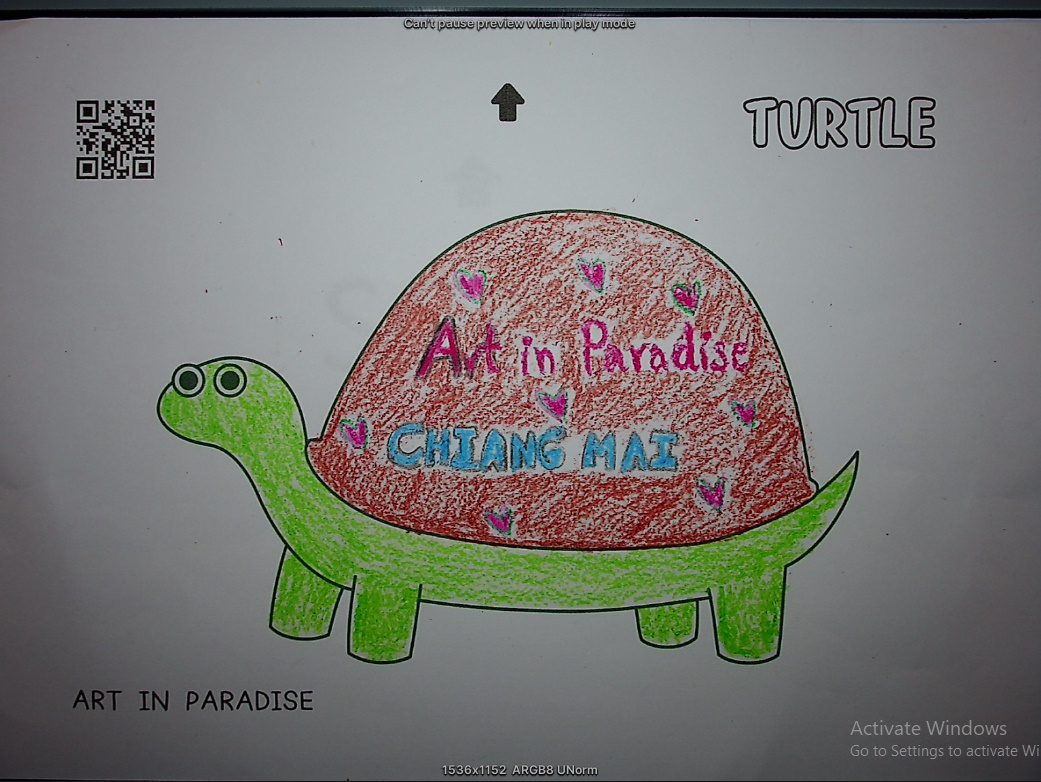 Can't pause preview when in play mode
TURTLE
Art in Paradise
CHIANG MAI
ART IN PARADISE
Activate Windows
Go to Settings to activate Wi
1536x1152 ARGB8 UNorm